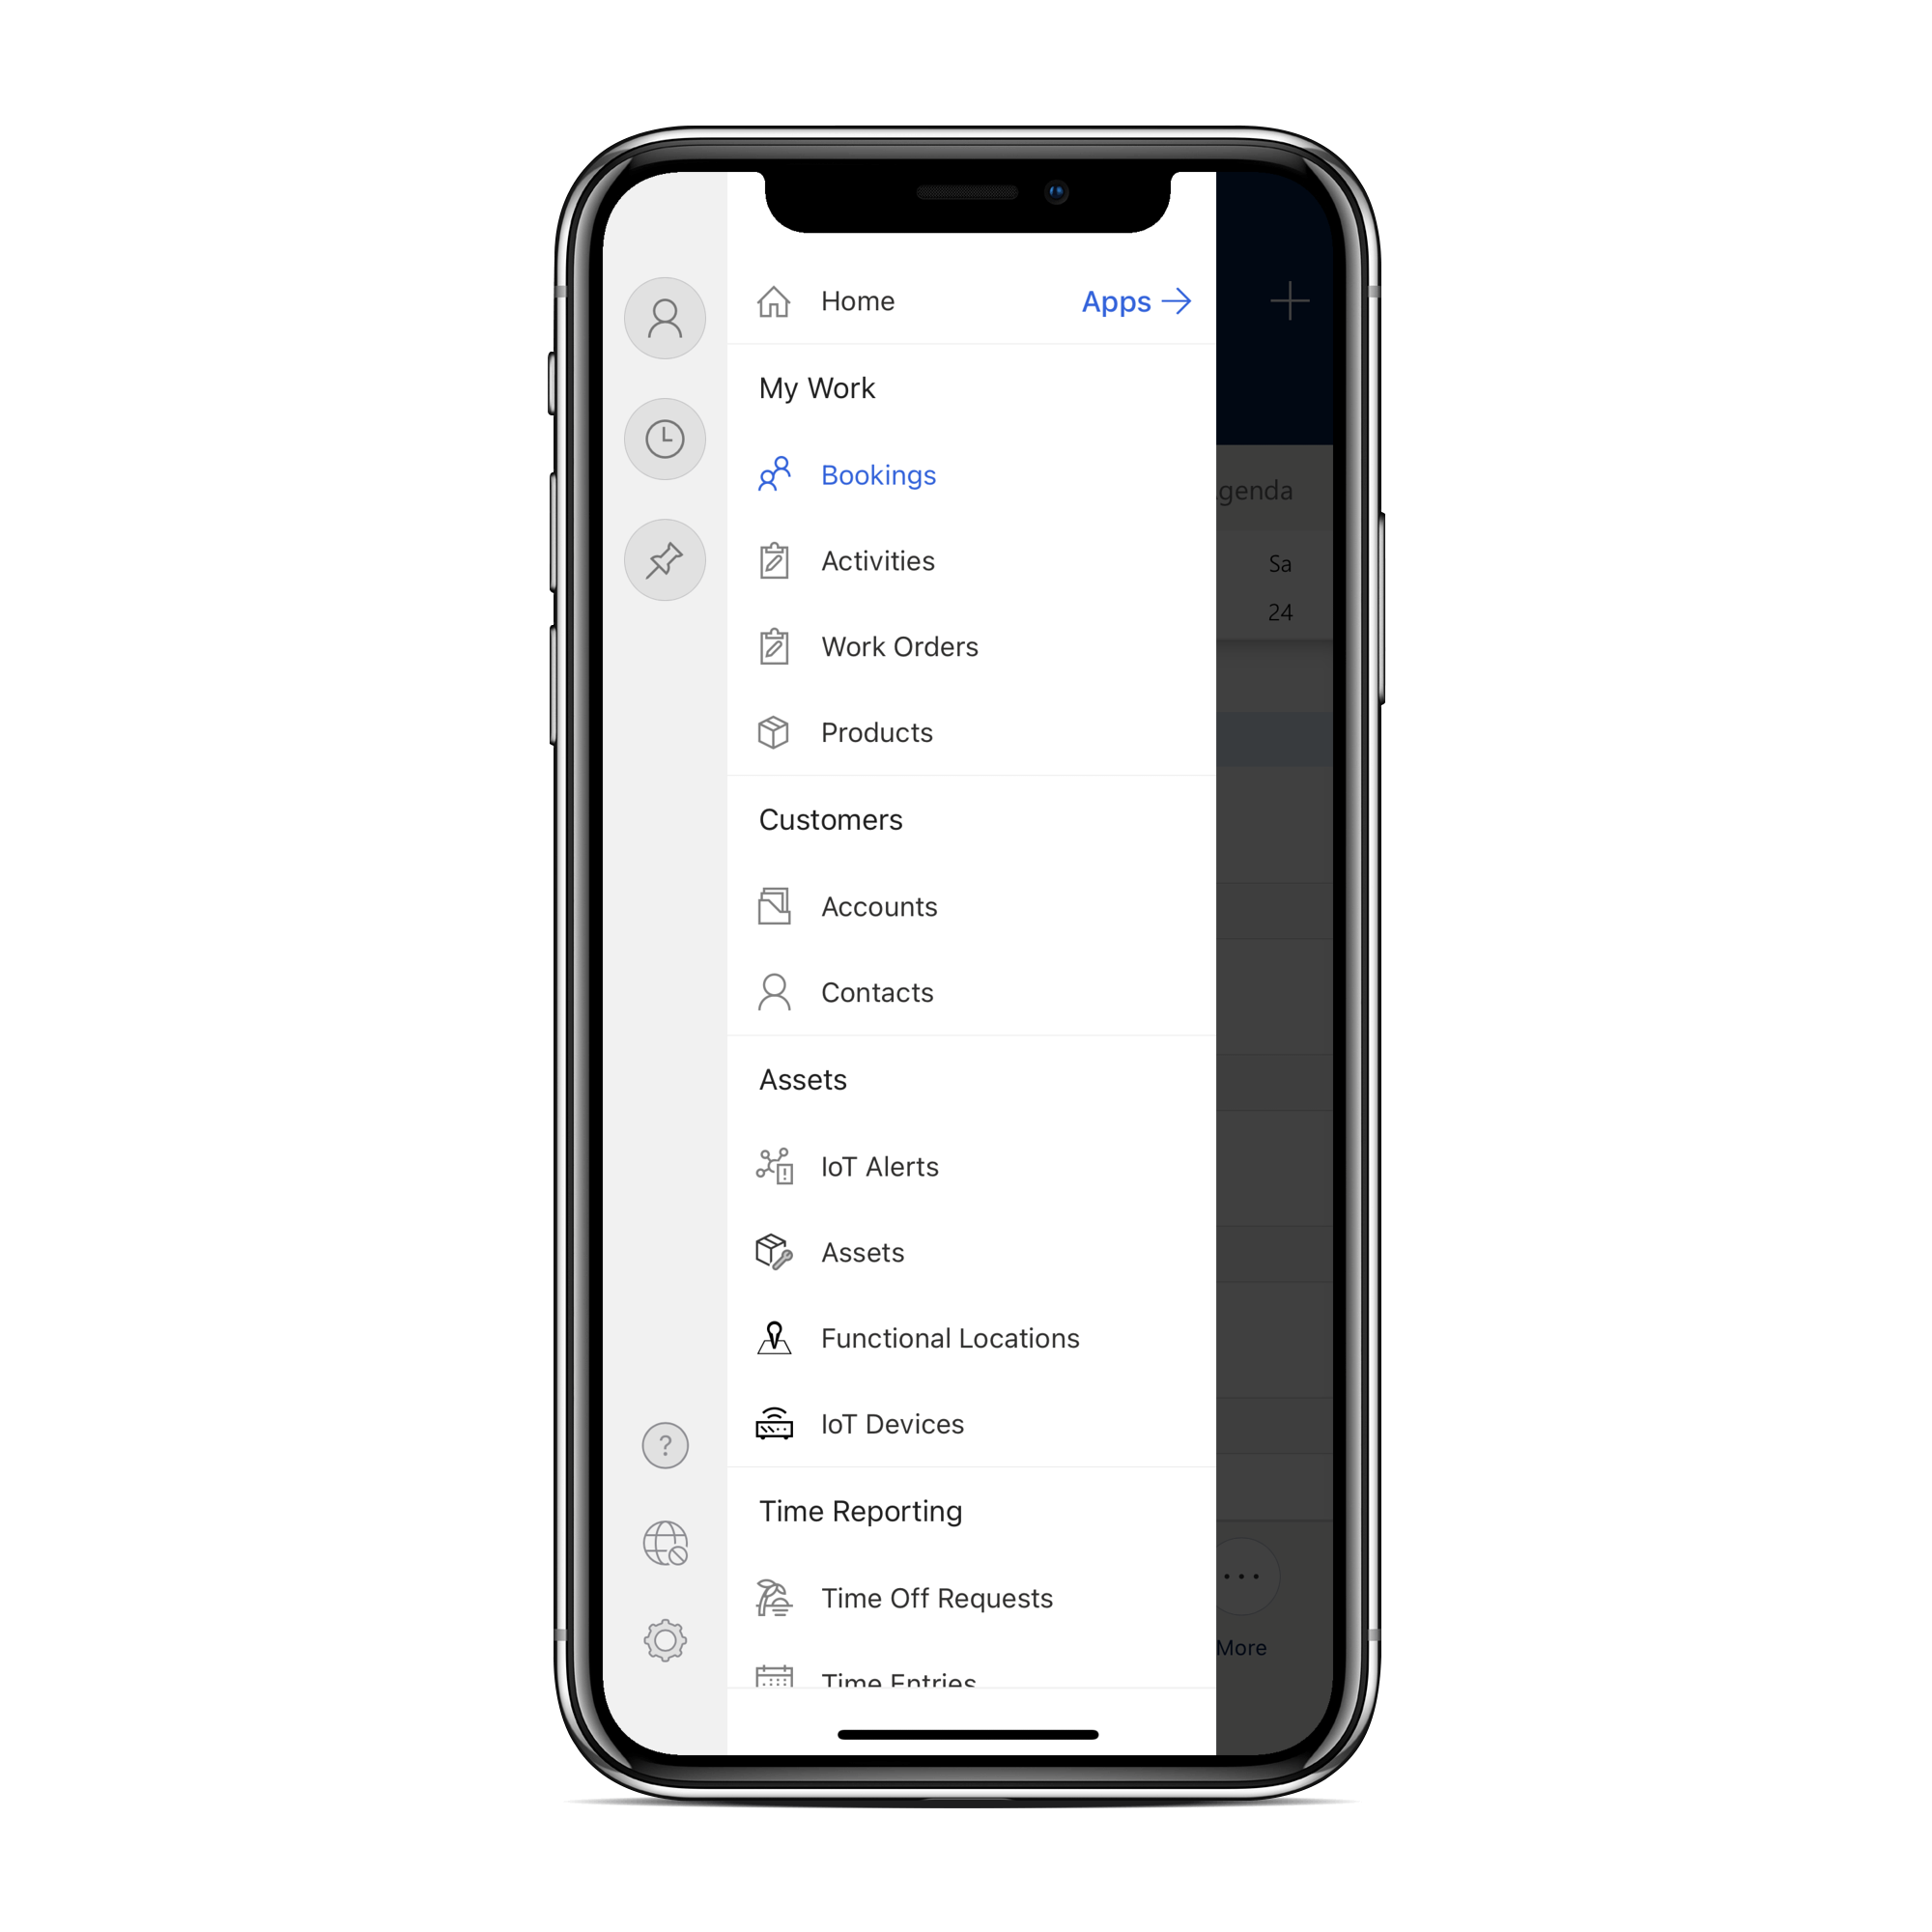 Home
Apps
My Work
Bookings
Activities
Work Orders
Products
Customers
Accounts
Contacts
Assets
IoT Alerts
Assets
Functional Locations
IoT Devices
Time Reporting
Time Off Requests
Time Entries
?
genda
Sa
24
More